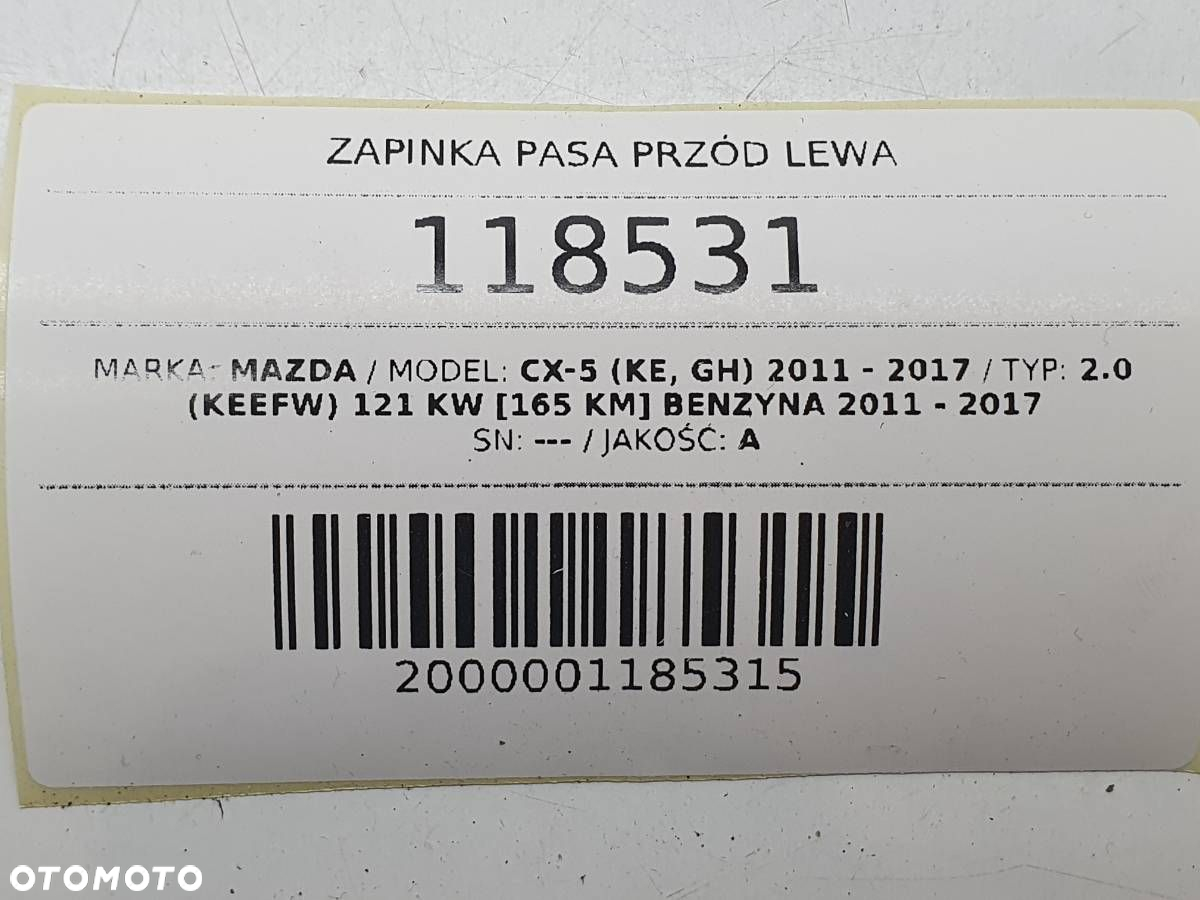 ZAPINKA PASA PRZÓD LEWA
118531
MARKA: MAZDA / MODEL: CX-5 (KE, GH) 2011 - 2017 / TYP: 2.0
(KEEFW) 121 KW [165 KM] BENZYNA 2011 - 2017
SN: --- / JAKOŚĆ: A
2000001185315
OTOMOTO